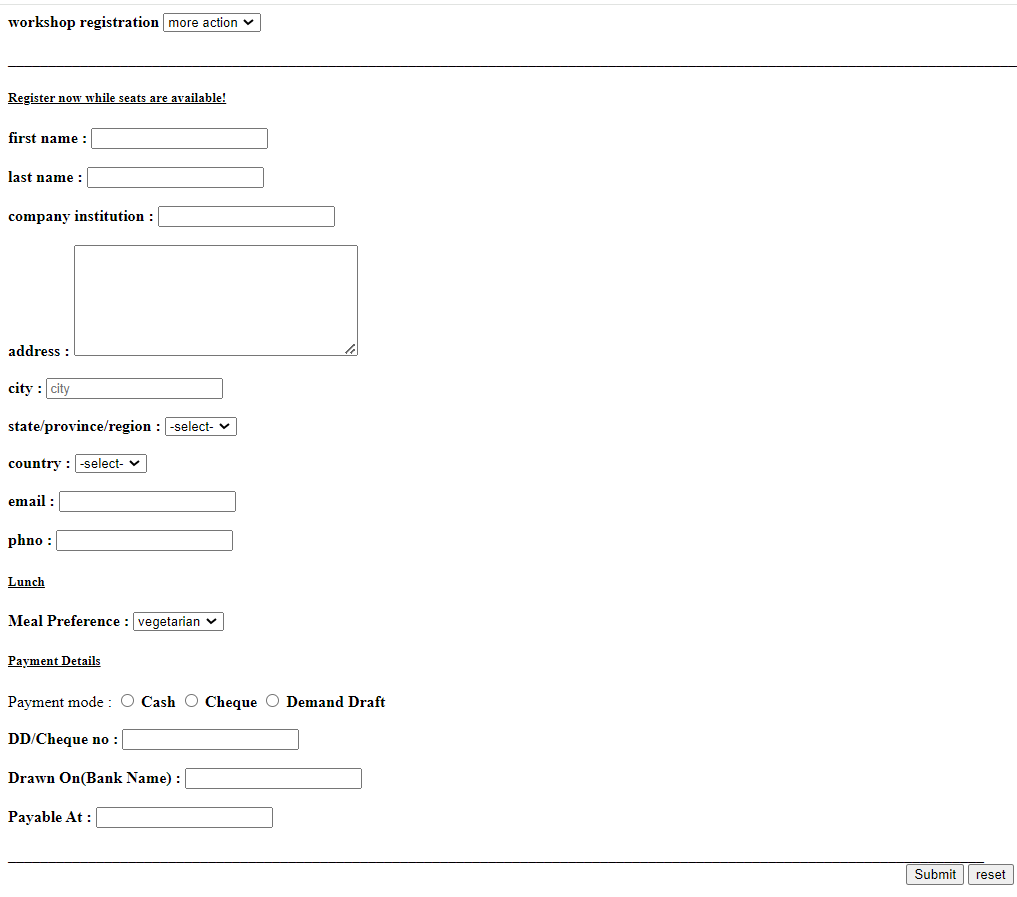 workshop registration more action
Register now while seats are available!
first name :
last name :
company institution :
address :
city : city
state/province/region : -select-
country : -select-
email :
phno :
Lunch
Meal Preference : vegetarian
Payment Details
Payment mode : Cash Cheque Demand Draft
DD/Cheque no :
Drawn On(Bank Name) :
Payable At :
Submit reset